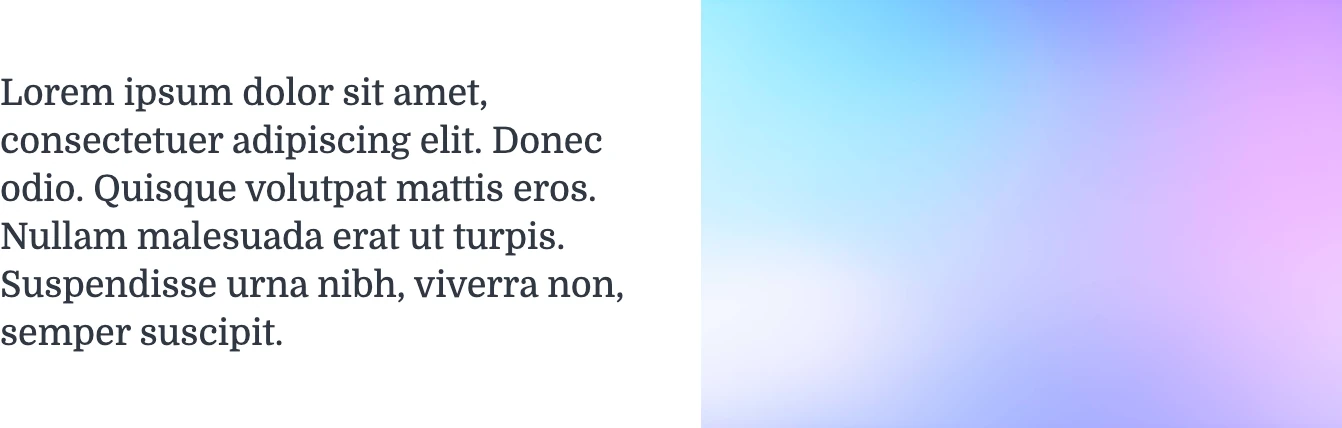 Lorem ipsum dolor sit amet,
consectetuer adipiscing elit. Donec
odio. Quisque volutpat mattis eros.
Nullam malesuada erat ut turpis.
Suspendisse urna nibh, viverra non,
semper suscipit.